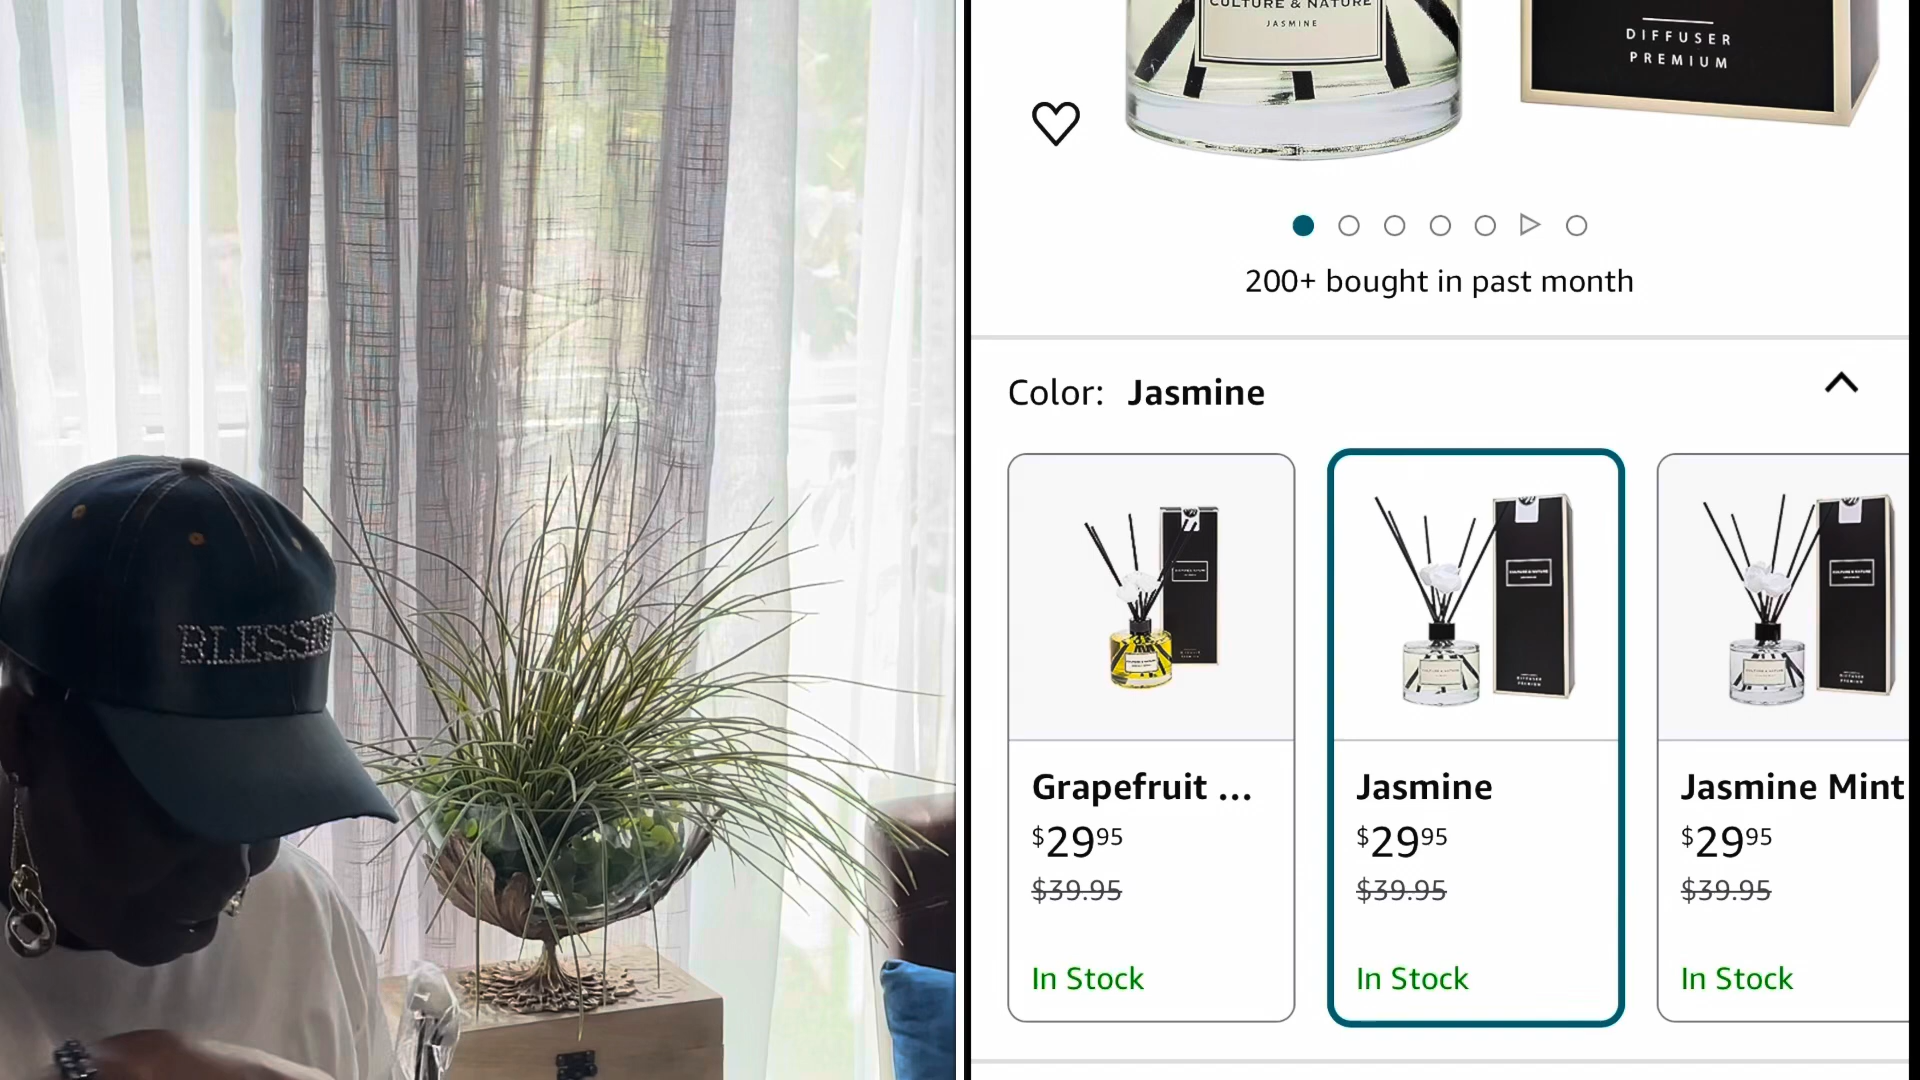 BLESSED
CULTURE & NATURE
JASMINE
DIFFUSER
PREMIUM
200+ bought in past month
Color: Jasmine
Grapefruit ...
$29.95
$39.95
In Stock
Jasmine
$29.95
$39.95
In Stock
Jasmine Mint
$29.95
$39.95
In Stock